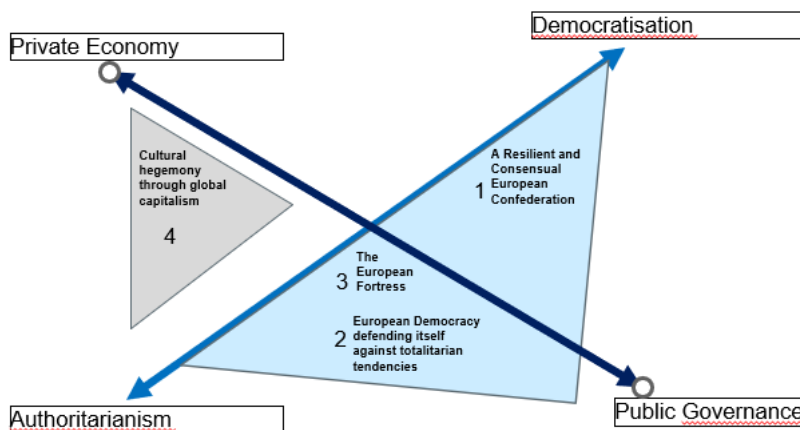 Democratisation
Private Economy
Cultural
hegemony
through global
capitalism
4
A Resilient and
Consensual
European
Confederation
1
The
European
Fortress
3
European Democracy
defending itself
against totalitarian
tendencies
2
Authoritarianism
Public Governance